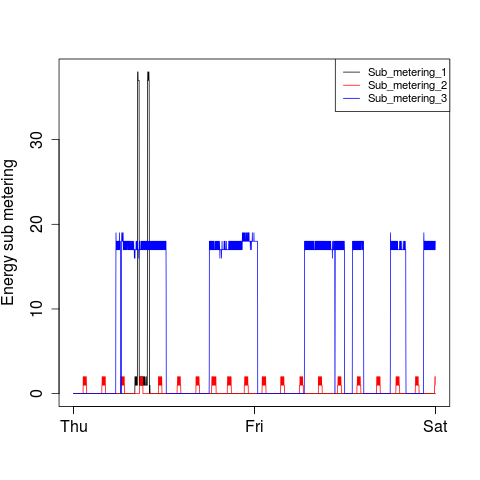 Sub_metering_1
Sub_metering_2
Sub_metering_3
Energy sub metering
30
20
10
0
Thu Fri Sat